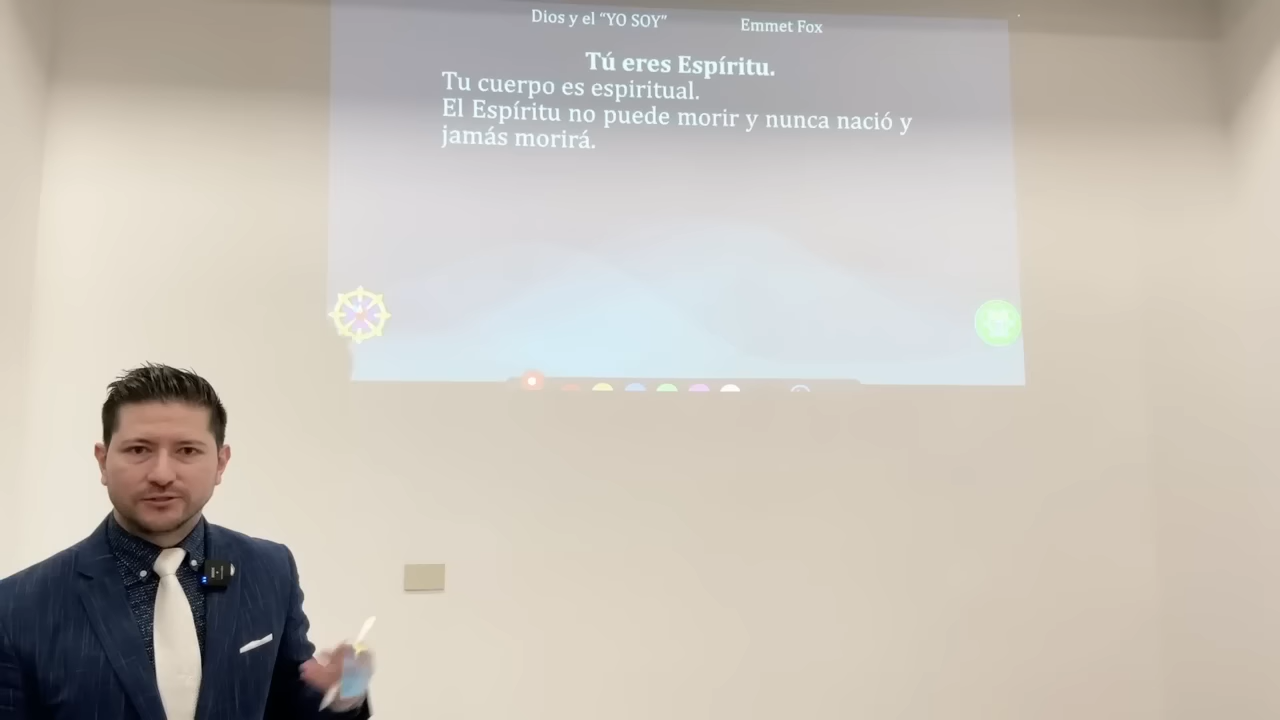 Dios y el “YO SOY” Emmet Fox
Tú eres Espíritu.
Tu cuerpo es espiritual.
El Espíritu no puede morir y nunca nació y
jamás morirá.